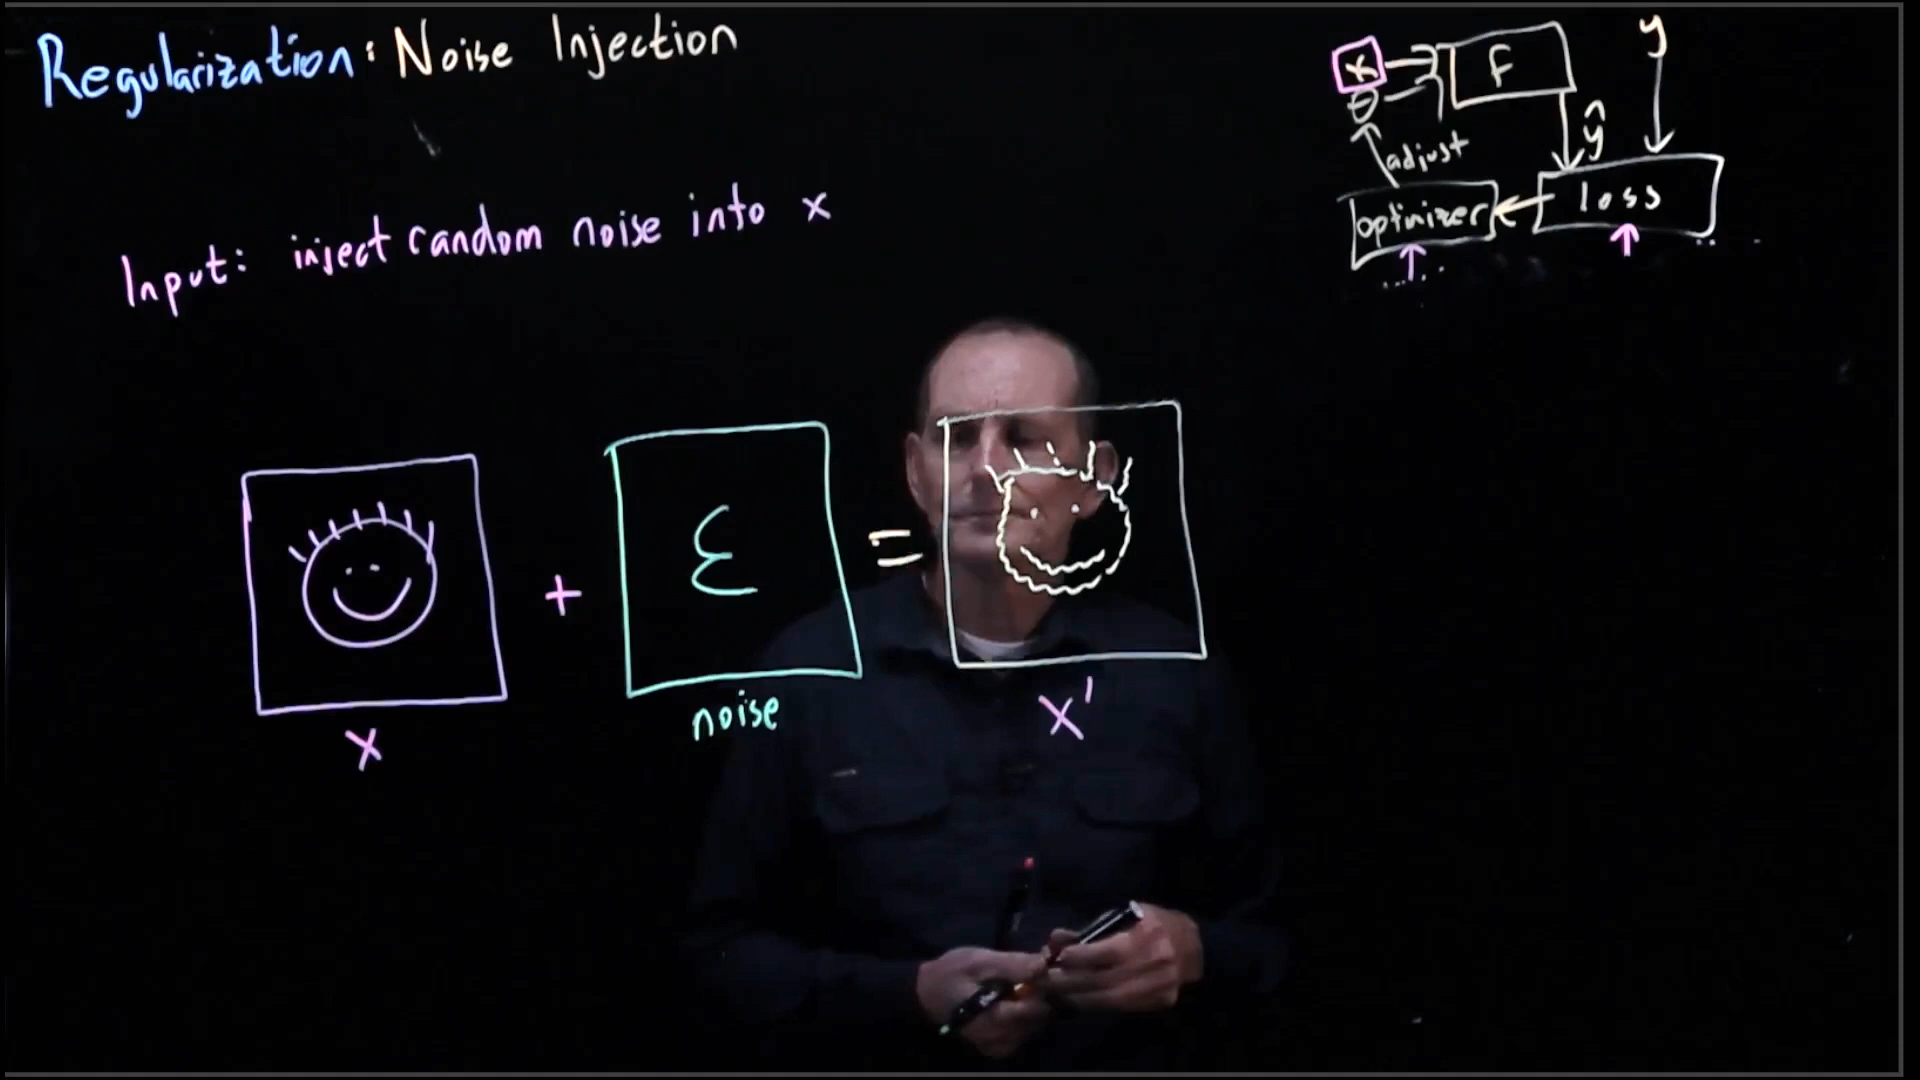 Regularization: Noise Injection
x
F
y
θ
ŷ
adjust
optimizer
loss
Input: inject random noise into x
+
ε
=
x
noise
x'